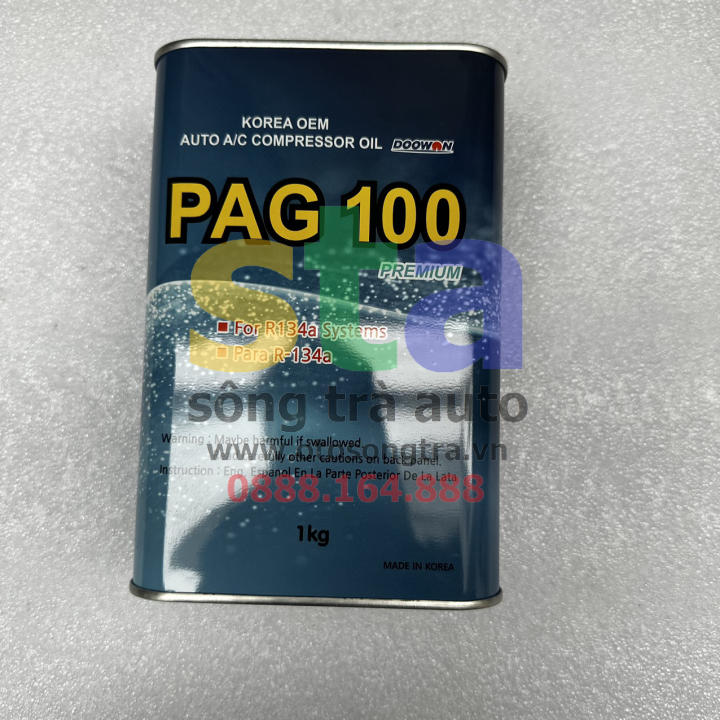 KOREA OEM
AUTO A/C COMPRESSOR OIL DOOWON
PAG 100
PREMIUM
sta
For R134a Systems
Para R-134a
sông trà auto
Warning : Maybe harmful if swallowed
www.otosongtra.vn
other cautions on back panel.
Instruction : Eng, Espanol En La Parte Posterior De La Lata
0888.164.888
1kg
MADE IN KOREA